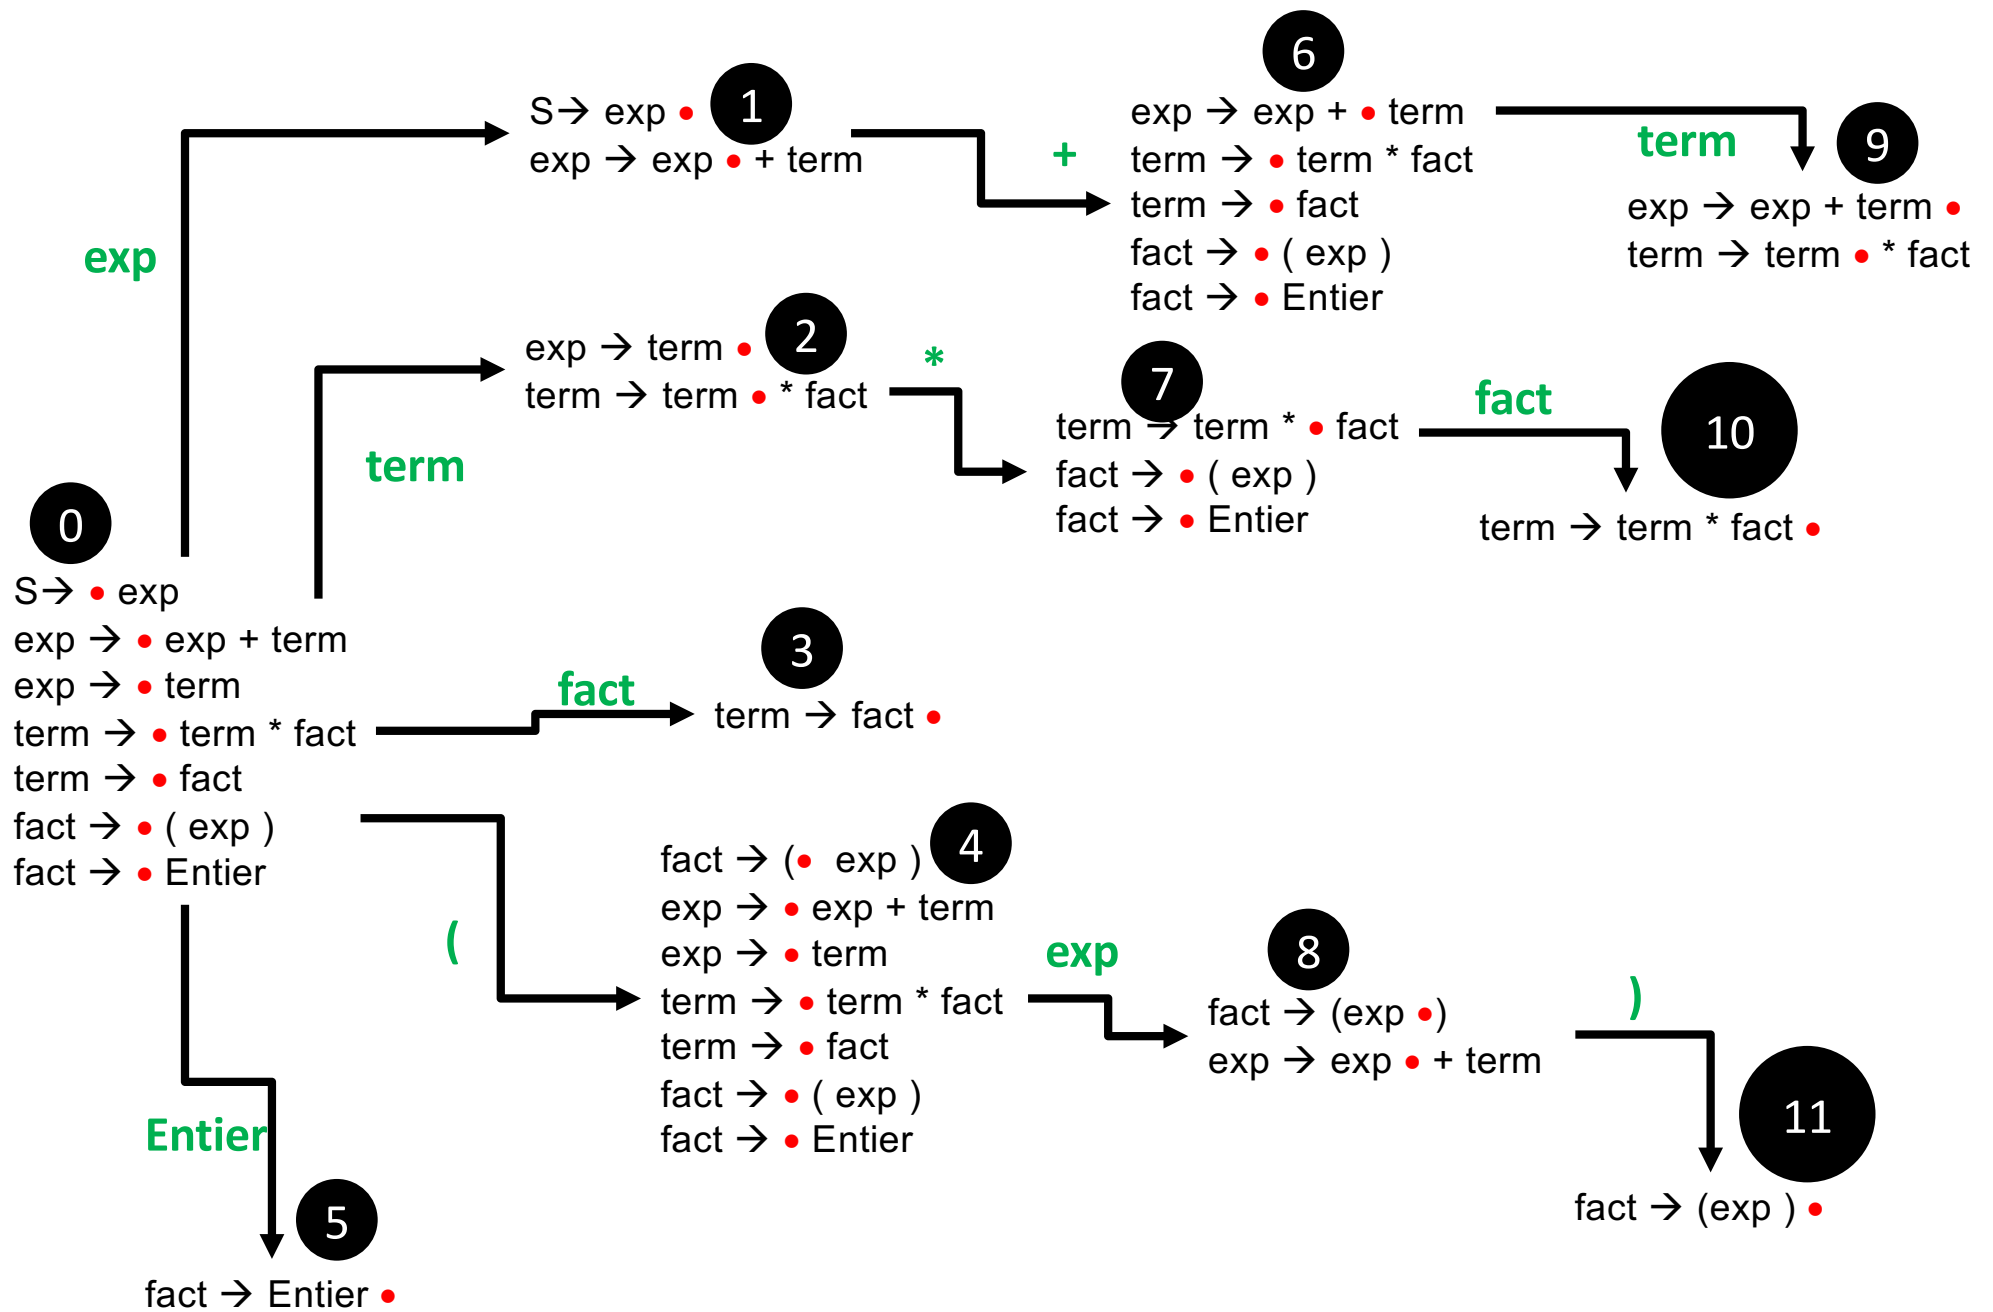 0
S→ • exp
exp → • exp + term
exp → • term
term → • term * fact
term → • fact
fact → • ( exp )
fact → • Entier
exp
1
S→ exp •
exp → exp • + term
+
6
exp → exp + • term
term → • term * fact
term → • fact
fact → • ( exp )
fact → • Entier
term
9
exp → exp + term •
term → term • * fact
term
2
exp → term •
term → term • * fact
*
7
term → term * • fact
fact → • ( exp )
fact → • Entier
fact
10
term → term * fact •
fact
3
term → fact •
(
4
fact → (• exp )
exp → • exp + term
exp → • term
term → • term * fact
term → • fact
fact → • ( exp )
fact → • Entier
exp
8
fact → (exp •)
exp → exp • + term
)
11
fact → (exp ) •
Entier
5
fact → Entier •